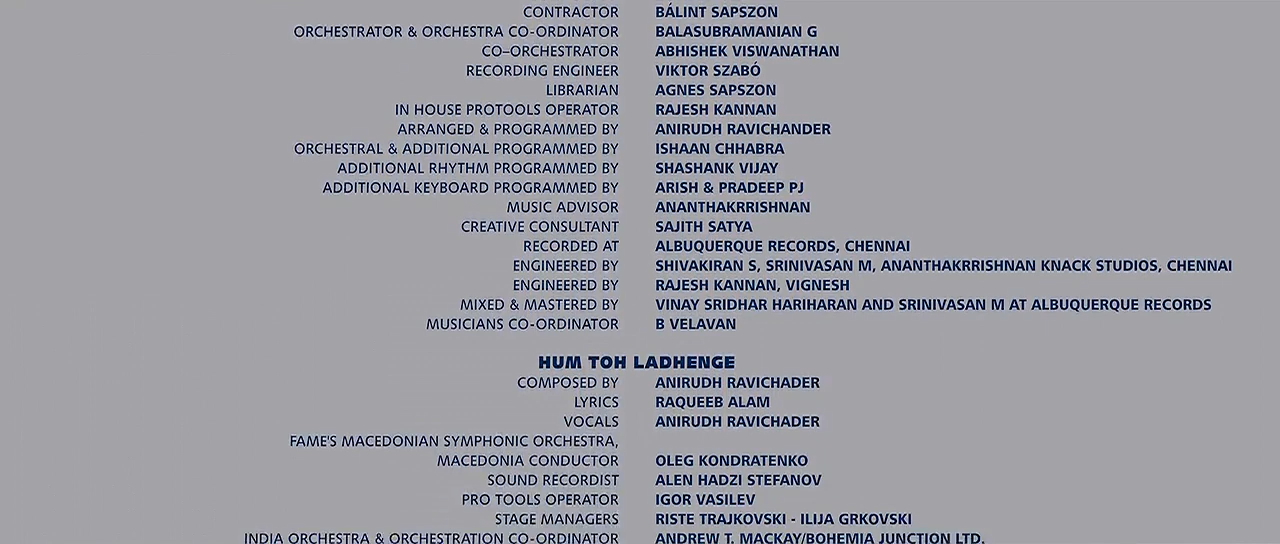 CONTRACTOR BÁLINT SAPSZON
ORCHESTRATOR & ORCHESTRA CO-ORDINATOR BALASUBRAMANIAN G
CO–ORCHESTRATOR ABHISHEK VISWANATHAN
RECORDING ENGINEER VIKTOR SZABÓ
LIBRARIAN AGNES SAPSZON
IN HOUSE PROTOOLS OPERATOR RAJESH KANNAN
ARRANGED & PROGRAMMED BY ANIRUDH RAVICHANDER
ORCHESTRAL & ADDITIONAL PROGRAMMED BY ISHAAN CHHABRA
ADDITIONAL RHYTHM PROGRAMMED BY SHASHANK VIJAY
ADDITIONAL KEYBOARD PROGRAMMED BY ARISH & PRADEEP PJ
MUSIC ADVISOR ANANTHAKRRISHNAN
CREATIVE CONSULTANT SAJITH SATYA
RECORDED AT ALBUQUERQUE RECORDS, CHENNAI
ENGINEERED BY SHIVAKIRAN S, SRINIVASAN M, ANANTHAKRRISHNAN KNACK STUDIOS, CHENNAI
ENGINEERED BY RAJESH KANNAN, VIGNESH
MIXED & MASTERED BY VINAY SRIDHAR HARIHARAN AND SRINIVASAN M AT ALBUQUERQUE RECORDS
MUSICIANS CO-ORDINATOR B VELAVAN
HUM TOH LADHENGE
COMPOSED BY ANIRUDH RAVICHADER
LYRICS RAQUEEB ALAM
VOCALS ANIRUDH RAVICHADER
FAME'S MACEDONIAN SYMPHONIC ORCHESTRA,
MACEDONIA CONDUCTOR OLEG KONDRATENKO
SOUND RECORDIST ALEN HADZI STEFANOV
PRO TOOLS OPERATOR IGOR VASILEV
STAGE MANAGERS RISTE TRAJKOVSKI - ILIJA GRKOVSKI
INDIA ORCHESTRA & ORCHESTRATION CO-ORDINATOR ANDREW T. MACKAY/BOHEMIA JUNCTION LTD.